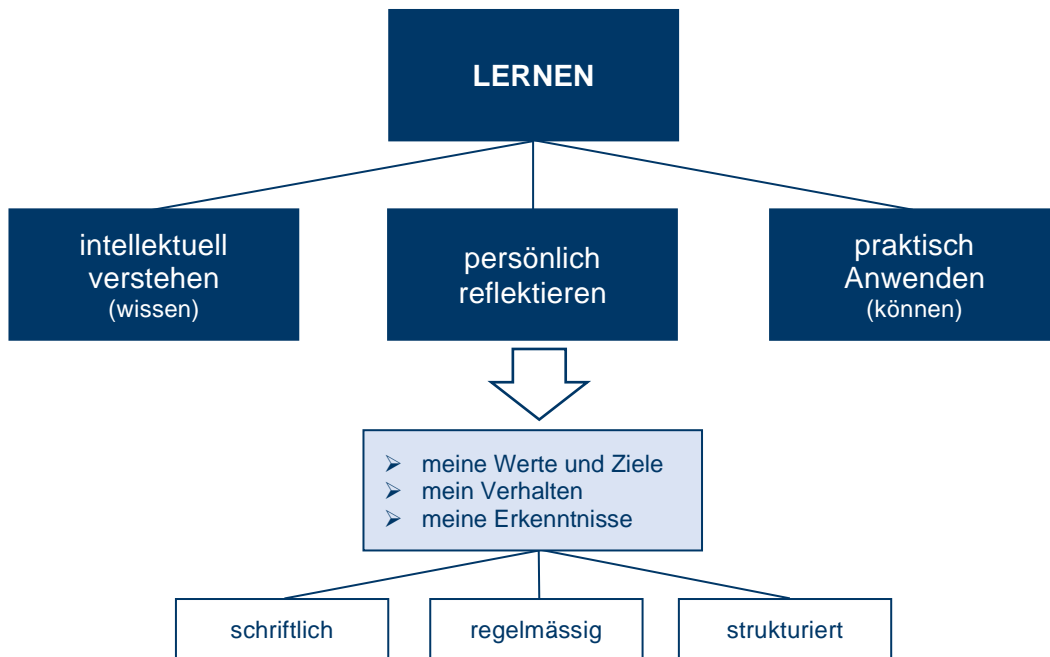 LERNEN
intellektuell
verstehen
(wissen)
persönlich
reflektieren
praktisch
Anwenden
(können)
➢ meine Werte und Ziele
➢ mein Verhalten
➢ meine Erkenntnisse
schriftlich
regelmässig
strukturiert